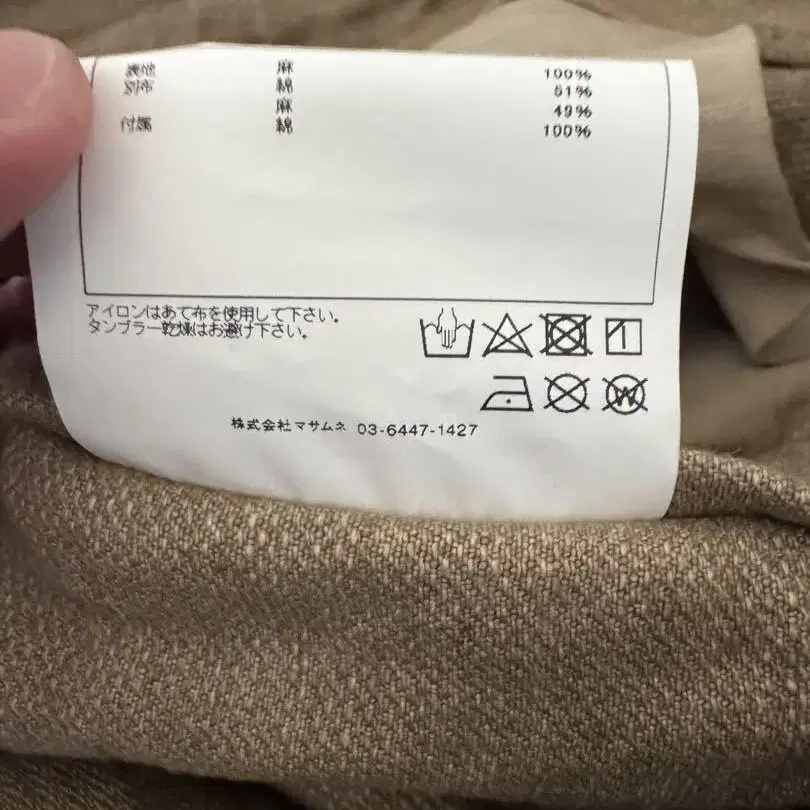 表地 麻 100%
別布 綿 51%
麻 49%
付属 綿 100%
アイロンはあて布を使用して下さい。
タンブラー乾燥はお避け下さい。
株式会社マサムネ 03-6447-1427